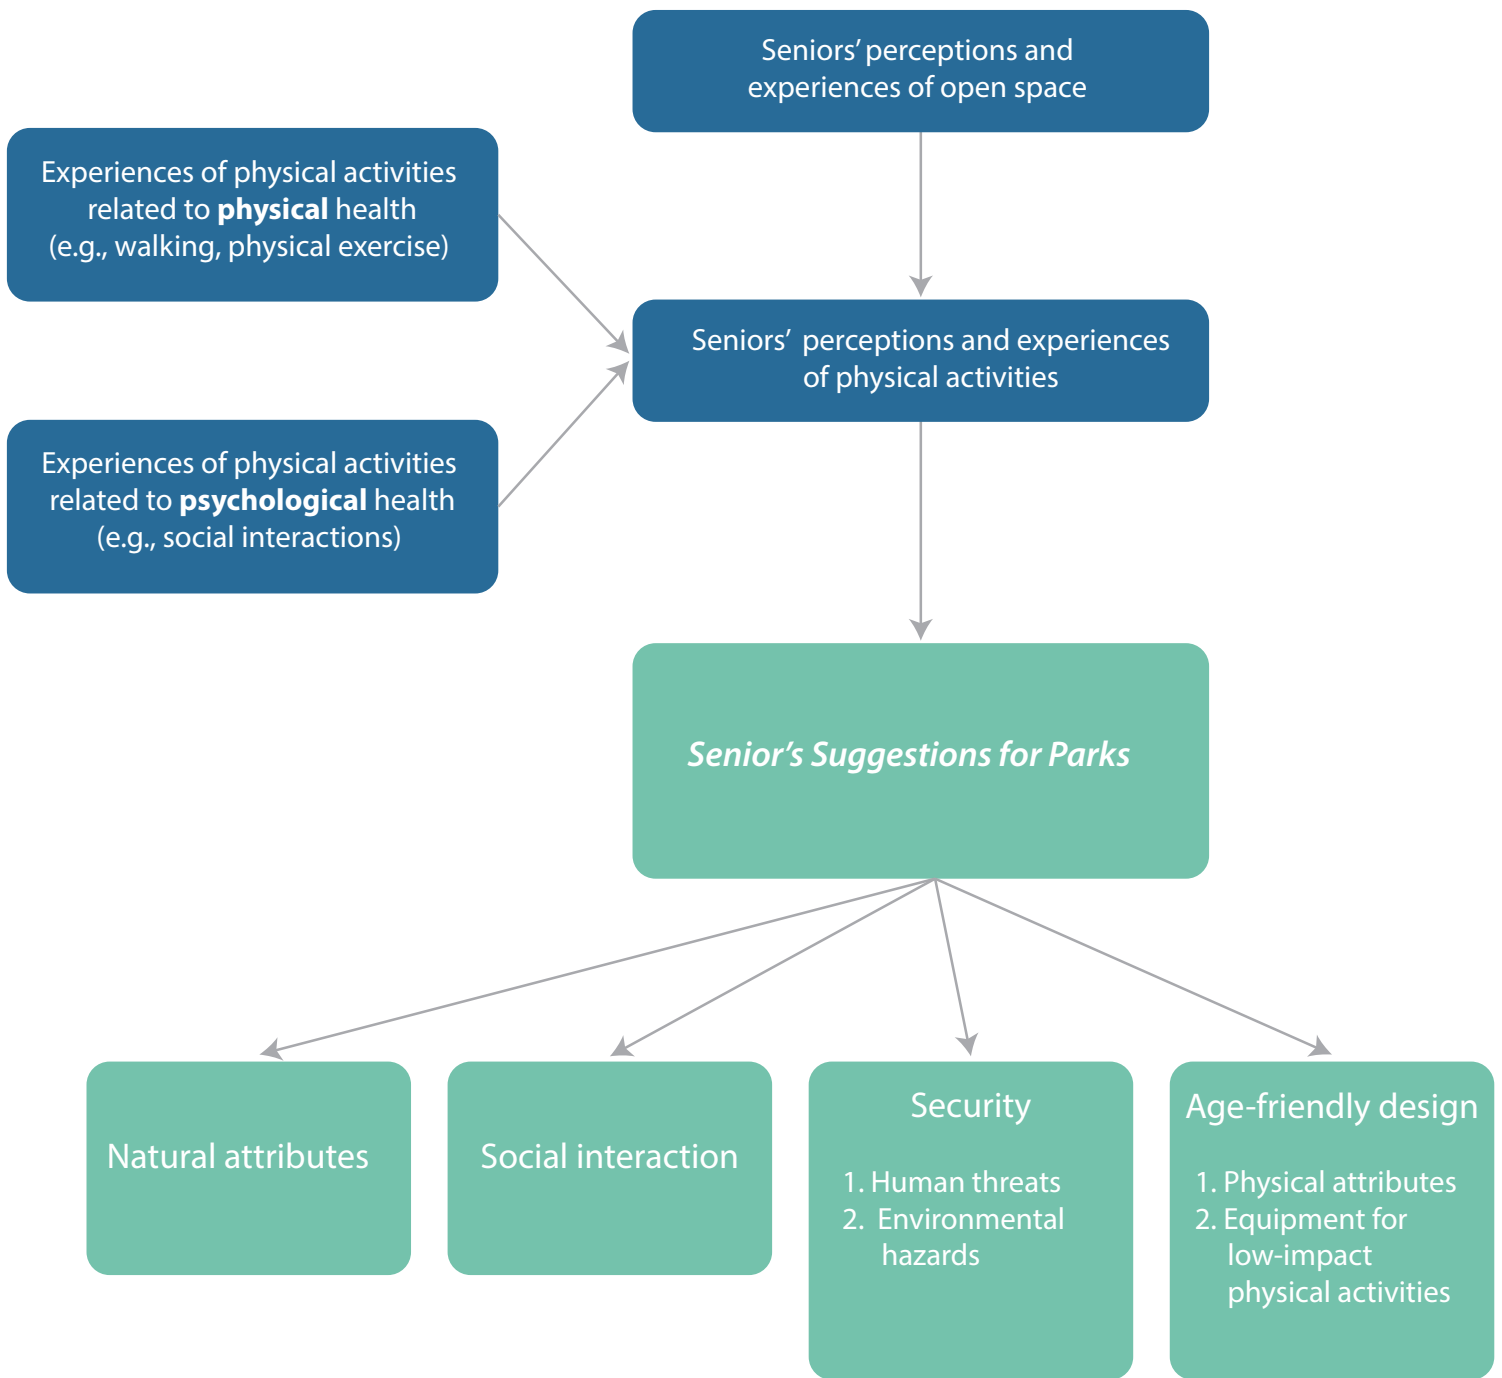 Seniors’ perceptions and
experiences of open space
Experiences of physical activities
related to physical health
(e.g., walking, physical exercise)
Seniors’  perceptions and experiences
of physical activities
Experiences of physical activities
related to psychological health
(e.g., social interactions)
Senior’s Suggestions for Parks
Natural attributes
Social interaction
Security
1. Human threats
2.  Environmental
hazards
Age-friendly design
1. Physical attributes
2. Equipment for
low-impact
physical activities